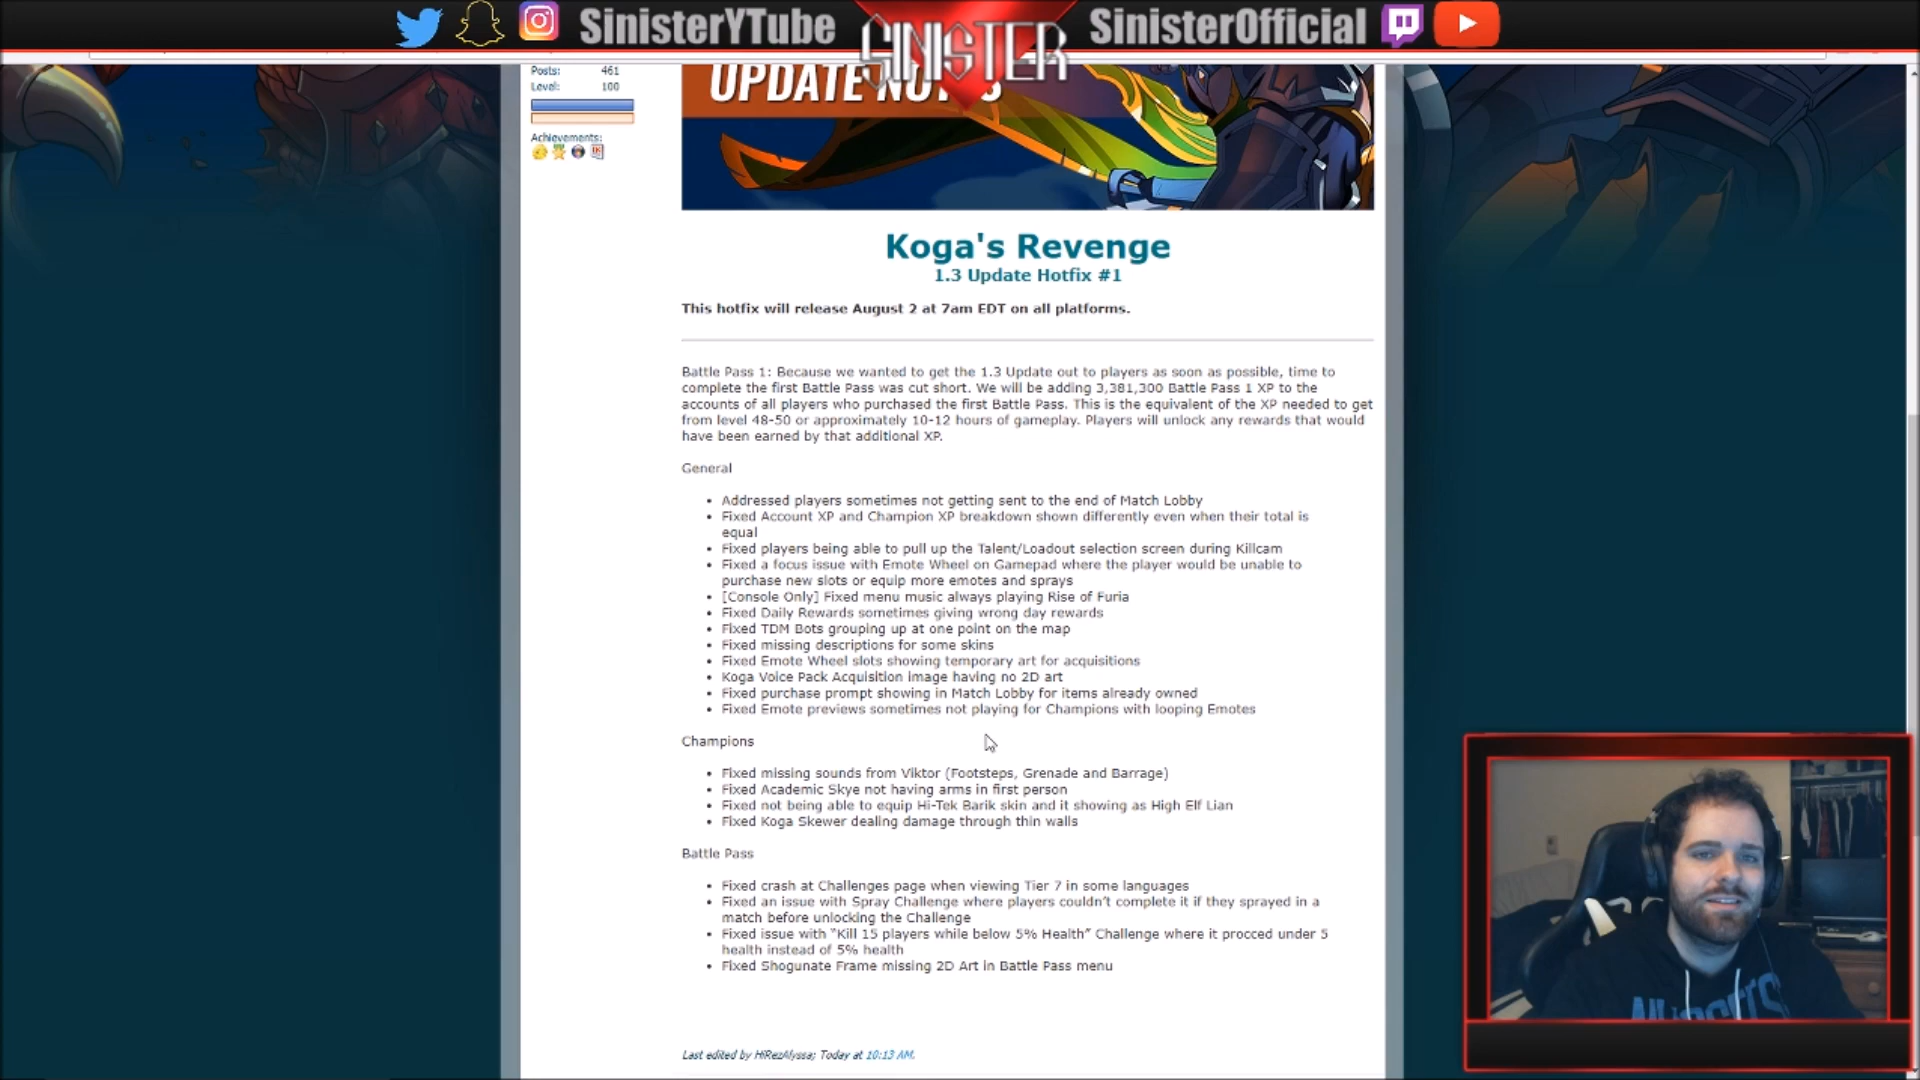 SinisterYTube SINISTER SinisterOfficial
Posts: 461
Level: 100
Achievements:
UPDATE
Koga's Revenge
1.3 Update Hotfix #1
This hotfix will release August 2 at 7am EDT on all platforms.
Battle Pass 1: Because we wanted to get the 1.3 Update out to players as soon as possible, time to
complete the first Battle Pass was cut short. We will be adding 3,381,300 Battle Pass 1 XP to the
accounts of all players who purchased the first Battle Pass. This is the equivalent of the XP needed to get
from level 48-50 or approximately 10-12 hours of gameplay. Players will unlock any rewards that would
have been earned by that additional XP.
General
• Addressed players sometimes not getting sent to the end of Match Lobby
• Fixed Account XP and Champion XP breakdown shown differently even when their total is
equal
• Fixed players being able to pull up the Talent/Loadout selection screen during Killcam
• Fixed a focus issue with Emote Wheel on Gamepad where the player would be unable to
purchase new slots or equip more emotes and sprays
• [Console Only] Fixed menu music always playing Rise of Furia
• Fixed Daily Rewards sometimes giving wrong day rewards
• Fixed TDM Bots grouping up at one point on the map
• Fixed missing descriptions for some skins
• Fixed Emote Wheel slots showing temporary art for acquisitions
• Koga Voice Pack Acquisition image having no 2D art
• Fixed purchase prompt showing in Match Lobby for items already owned
• Fixed Emote previews sometimes not playing for Champions with looping Emotes
Champions
• Fixed missing sounds from Viktor (Footsteps, Grenade and Barrage)
• Fixed Academic Skye not having arms in first person
• Fixed not being able to equip Hi-Tek Barik skin and it showing as High Elf Lian
• Fixed Koga Skewer dealing damage through thin walls
Battle Pass
• Fixed crash at Challenges page when viewing Tier 7 in some languages
• Fixed an issue with Spray Challenge where players couldn't complete it if they sprayed in a
match before unlocking the Challenge
• Fixed issue with "Kill 15 players while below 5% Health" Challenge where it procced under 5
health instead of 5% health
• Fixed Shogunate Frame missing 2D Art in Battle Pass menu
Last edited by HiRezAlyssa; Today at 10:13 AM.